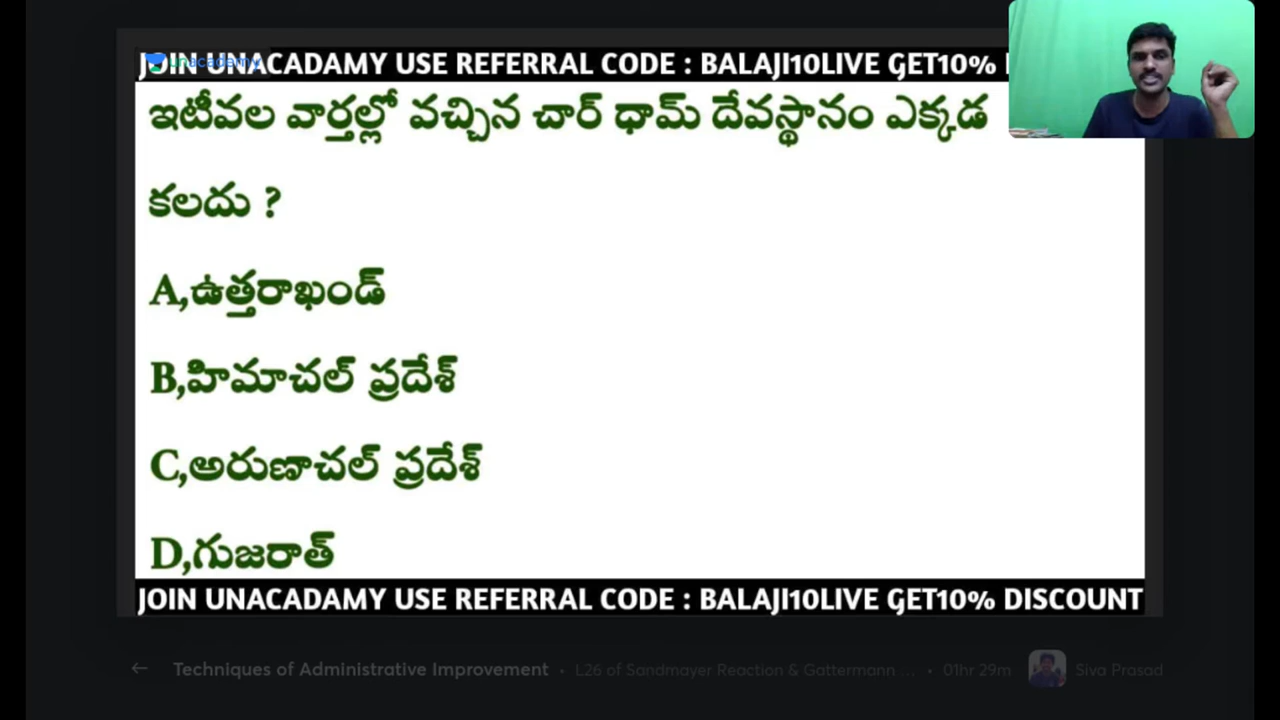 JOIN UNACADAMY USE REFERRAL CODE : BALAJI10LIVE GET10%
unacademy
ఇటీవల వార్తల్లో వచ్చిన చార్ ధామ్ దేవస్థానం ఎక్కడ
కలదు ?
A,ఉత్తరాఖండ్
B,హిమాచల్ ప్రదేశ్
C,అరుణాచల్ ప్రదేశ్
D,గుజరాత్
JOIN UNACADAMY USE REFERRAL CODE : BALAJI10LIVE GET10% DISCOUNT
Techniques of Administrative Improvement • L26 of Sandmayer Reaction & Gattermann ... • 01hr 29m Siva Prasad